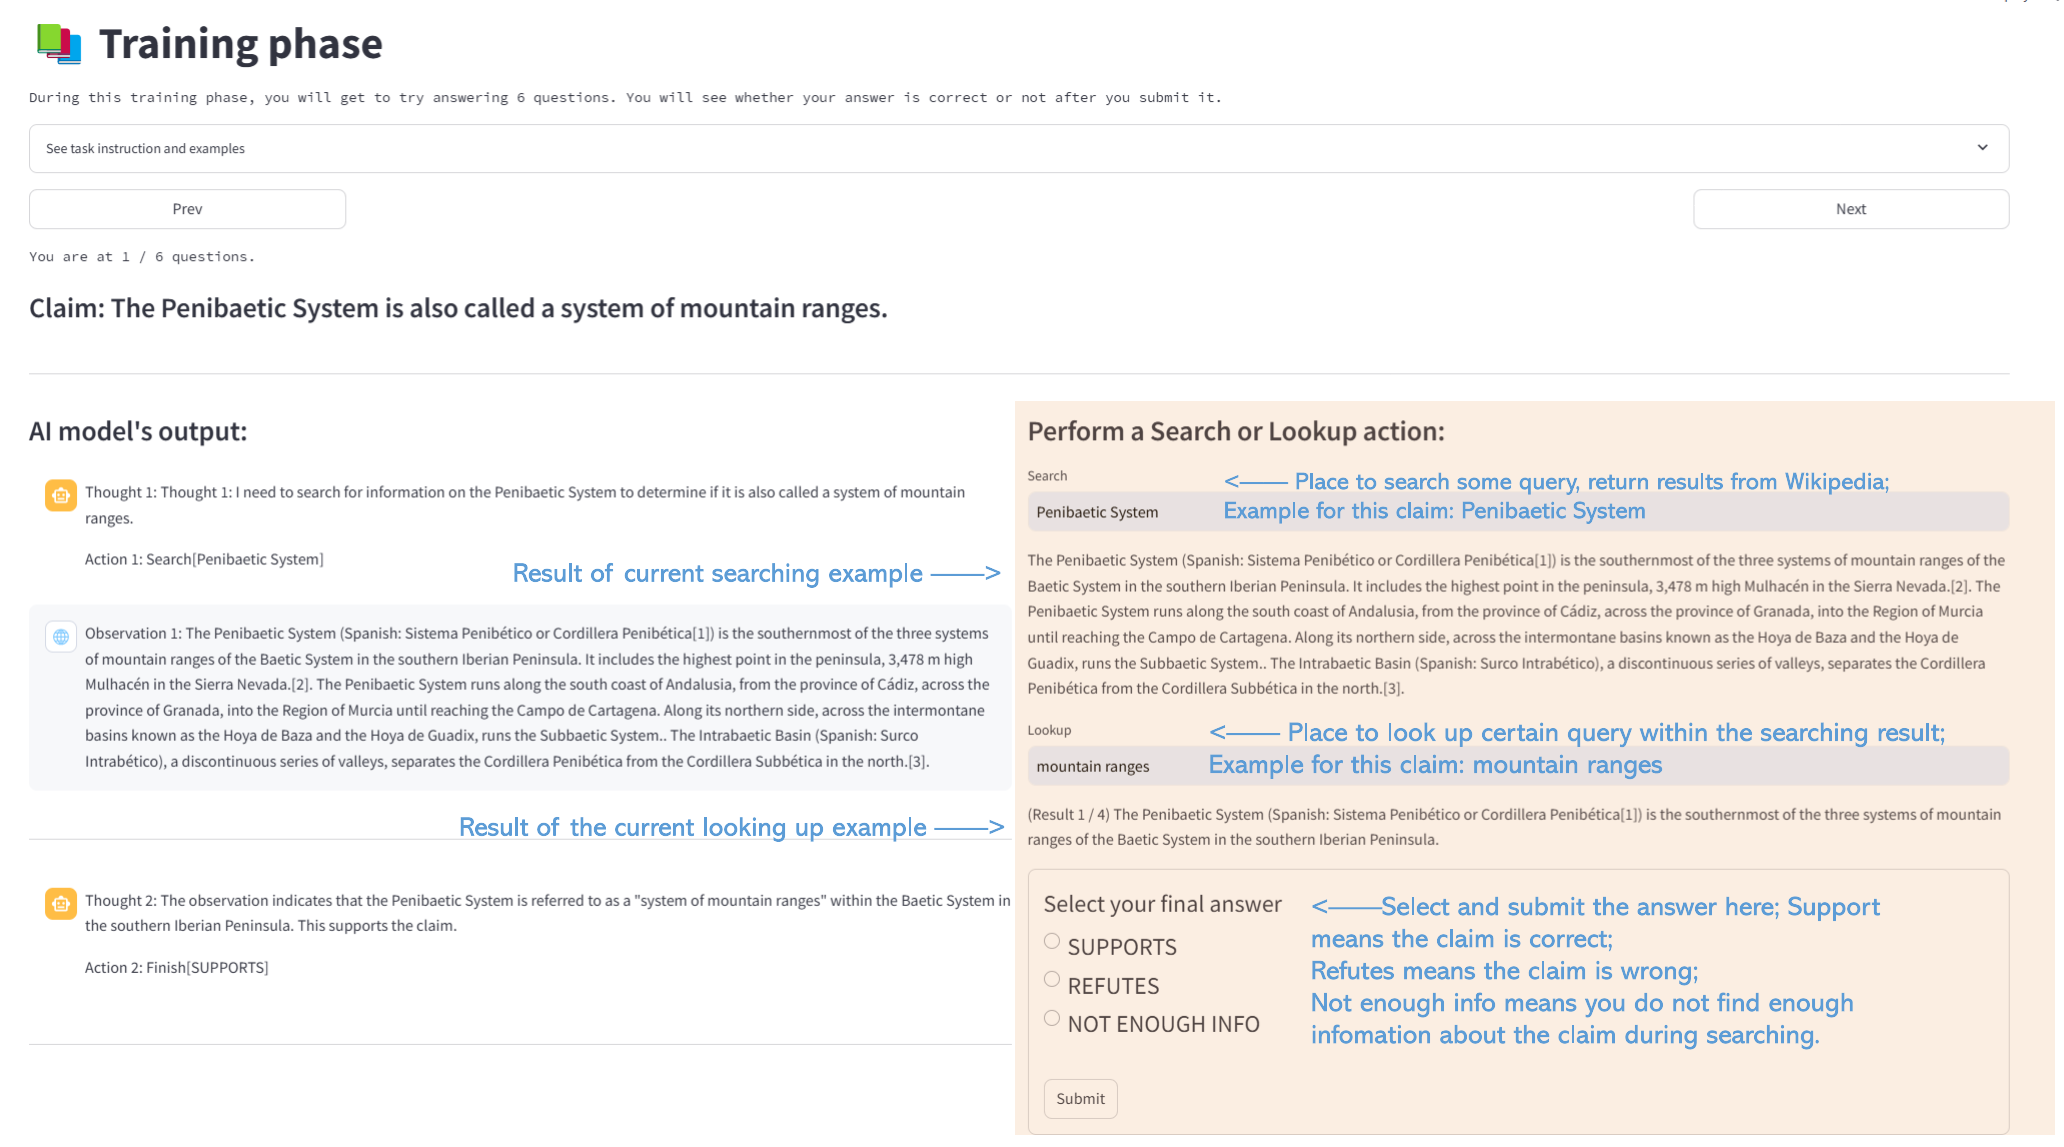 Training phase
During this training phase, you will get to try answering 6 questions. You will see whether your answer is correct or not after you submit it.
See task instruction and examples
Prev
Next
You are at 1 / 6 questions.
Claim: The Penibaetic System is also called a system of mountain ranges.
AI model's output:
Thought 1: Thought 1: I need to search for information on the Penibaetic System to determine if it is also called a system of mountain
ranges.
Action 1: Search[Penibaetic System]
Result of current searching example ——>
Observation 1: The Penibaetic System (Spanish: Sistema Penibético or Cordillera Penibética[1]) is the southernmost of the three systems
of mountain ranges of the Baetic System in the southern Iberian Peninsula. It includes the highest point in the peninsula, 3,478 m high
Mulhacén in the Sierra Nevada.[2]. The Penibaetic System runs along the south coast of Andalusia, from the province of Cádiz, across the
province of Granada, into the Region of Murcia until reaching the Campo de Cartagena. Along its northern side, across the intermontane
basins known as the Hoya de Baza and the Hoya de Guadix, runs the Subbaetic System.. The Intrabaetic Basin (Spanish: Surco
Intrabético), a discontinuous series of valleys, separates the Cordillera Penibética from the Cordillera Subbética in the north.[3].
Result of the current looking up example ——>
Thought 2: The observation indicates that the Penibaetic System is referred to as a "system of mountain ranges" within the Baetic System in
the southern Iberian Peninsula. This supports the claim.
Action 2: Finish[SUPPORTS]
Perform a Search or Lookup action:
Search
<—— Place to search some query, return results from Wikipedia;
Penibaetic System
Example for this claim: Penibaetic System
The Penibaetic System (Spanish: Sistema Penibético or Cordillera Penibética[1]) is the southernmost of the three systems of mountain ranges of the
Baetic System in the southern Iberian Peninsula. It includes the highest point in the peninsula, 3,478 m high Mulhacén in the Sierra Nevada.[2]. The
Penibaetic System runs along the south coast of Andalusia, from the province of Cádiz, across the province of Granada, into the Region of Murcia
until reaching the Campo de Cartagena. Along its northern side, across the intermontane basins known as the Hoya de Baza and the Hoya de
Guadix, runs the Subbaetic System.. The Intrabaetic Basin (Spanish: Surco Intrabético), a discontinuous series of valleys, separates the Cordillera
Penibética from the Cordillera Subbética in the north.[3].
Lookup
<—— Place to look up certain query within the searching result;
mountain ranges
Example for this claim: mountain ranges
(Result 1 / 4) The Penibaetic System (Spanish: Sistema Penibético or Cordillera Penibética[1]) is the southernmost of the three systems of mountain
ranges of the Baetic System in the southern Iberian Peninsula.
Select your final answer
SUPPORTS
REFUTES
NOT ENOUGH INFO
<——Select and submit the answer here; Support
means the claim is correct;
Refutes means the claim is wrong;
Not enough info means you do not find enough
infomation about the claim during searching.
Submit